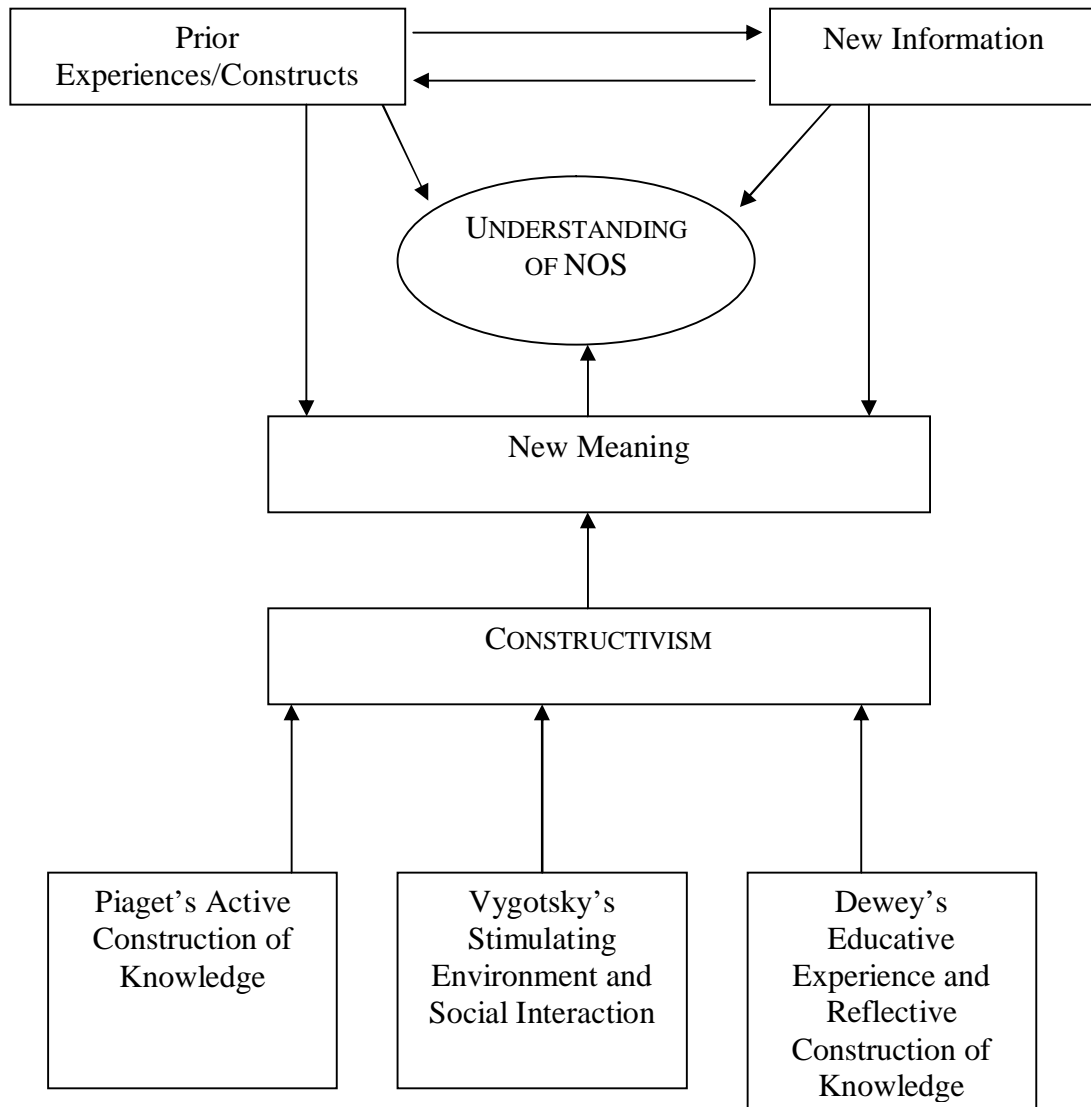 Prior
Experiences/Constructs
New Information
UNDERSTANDING
OF NOS
New Meaning
CONSTRUCTIVISM
Piaget’s Active
Construction of
Knowledge
Vygotsky’s
Stimulating
Environment and
Social Interaction
Dewey’s
Educative
Experience and
Reflective
Construction of
Knowledge